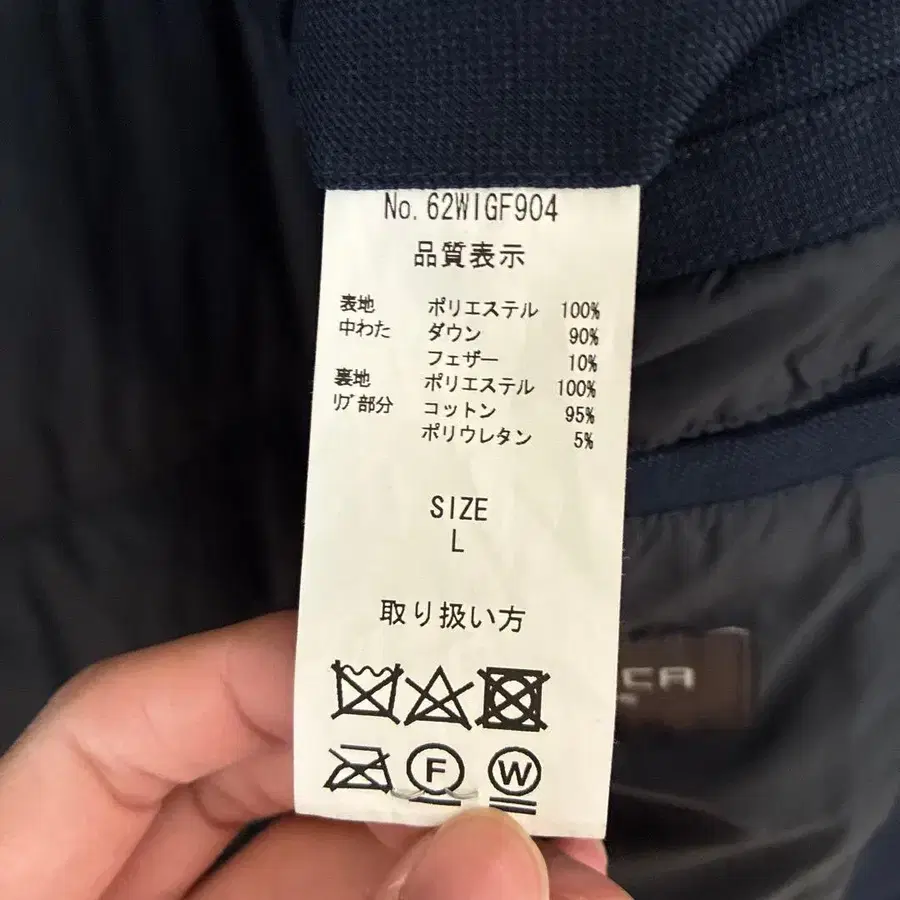 No. 62WIGF904
品質表示
表地 ポリエステル 100%
中わた ダウン 90%
フェザー 10%
裏地 ポリエステル 100%
ﾘﾌﾞ部分 コットン 95%
ポリウレタン 5%
SIZE
L
取り扱い方
F
W